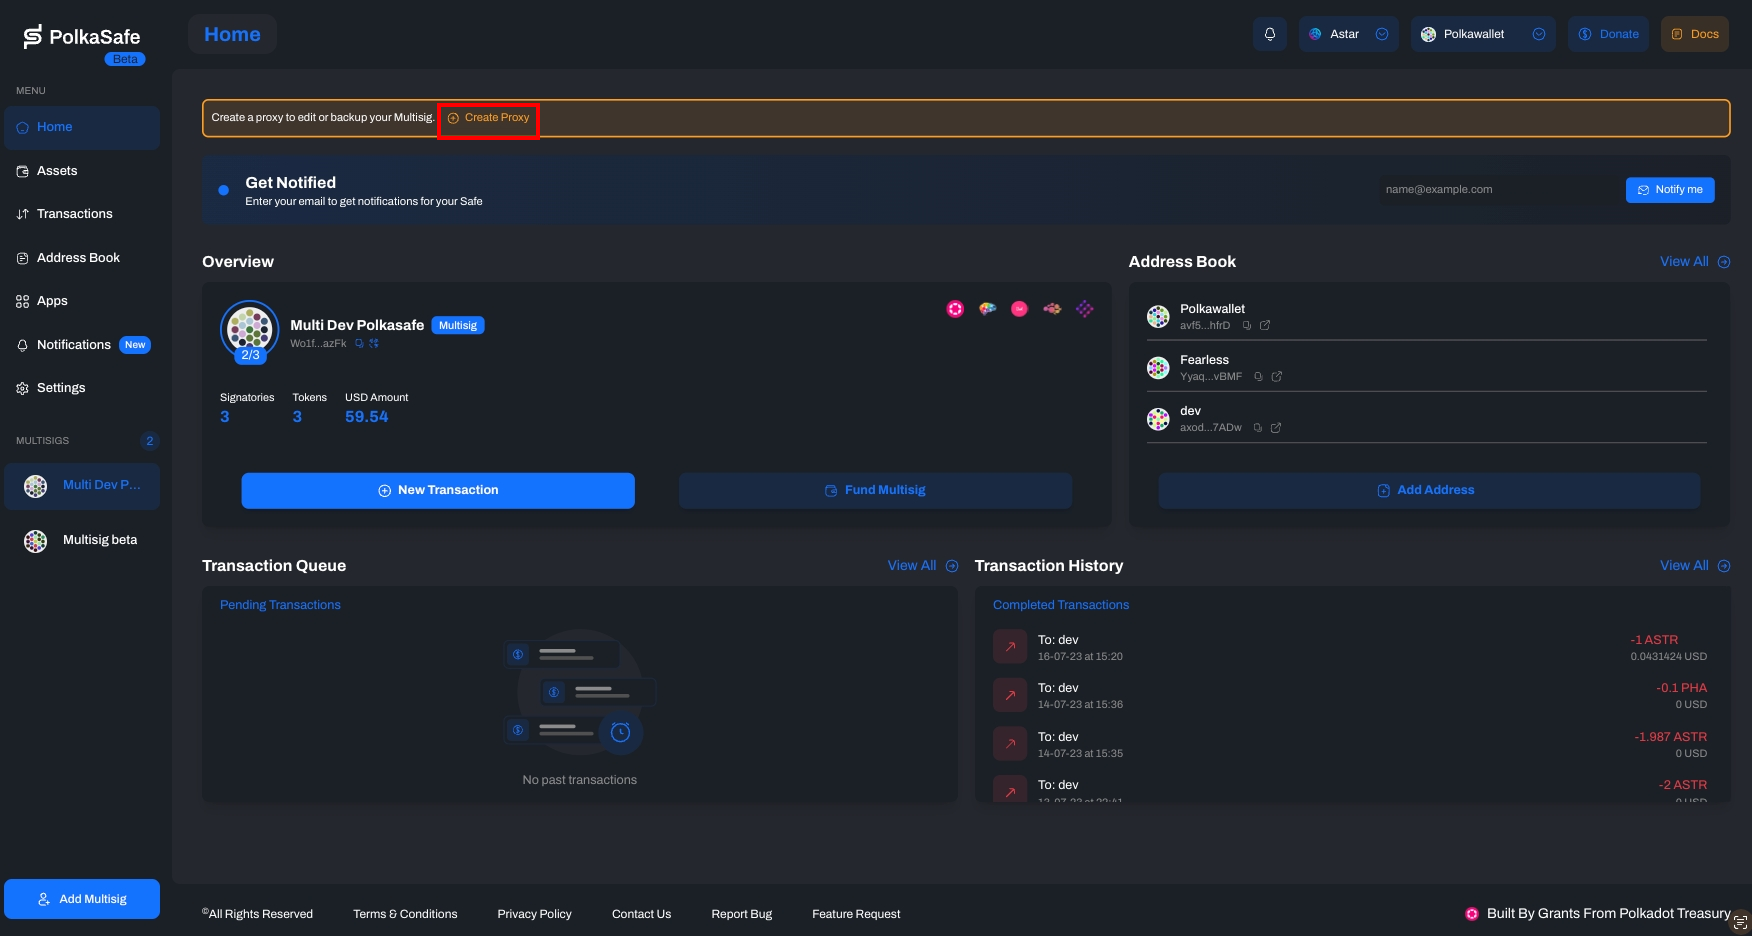 PolkaSafe
Beta
Home
Astar
Polkawallet
Donate
Docs
MENU
Home
Assets
Transactions
Address Book
Apps
Notifications New
Settings
MULTISIGS 2
Multi Dev P...
Multisig beta
Add Multisig
Create a proxy to edit or backup your Multisig. Create Proxy
Get Notified
Enter your email to get notifications for your Safe
name@example.com
Notify me
Overview
Multi Dev Polkasafe Multisig
Wo1f...azFk
2/3
Signatories Tokens USD Amount
3 3 59.54
New Transaction
Fund Multisig
Address Book
View All
Polkawallet
avf5...hfrD
Fearless
Yyaq...vBMF
dev
axod...7ADw
Add Address
Transaction Queue
View All
Pending Transactions
No past transactions
Transaction History
View All
Completed Transactions
To: dev -1 ASTR
16-07-23 at 15:20 0.0431424 USD
To: dev -0.1 PHA
14-07-23 at 15:36 0 USD
To: dev -1.987 ASTR
14-07-23 at 15:35 0 USD
To: dev -2 ASTR
13-07-23 at 22:41 0 USD
©All Rights Reserved
Terms & Conditions
Privacy Policy
Contact Us
Report Bug
Feature Request
Built By Grants From Polkadot Treasury